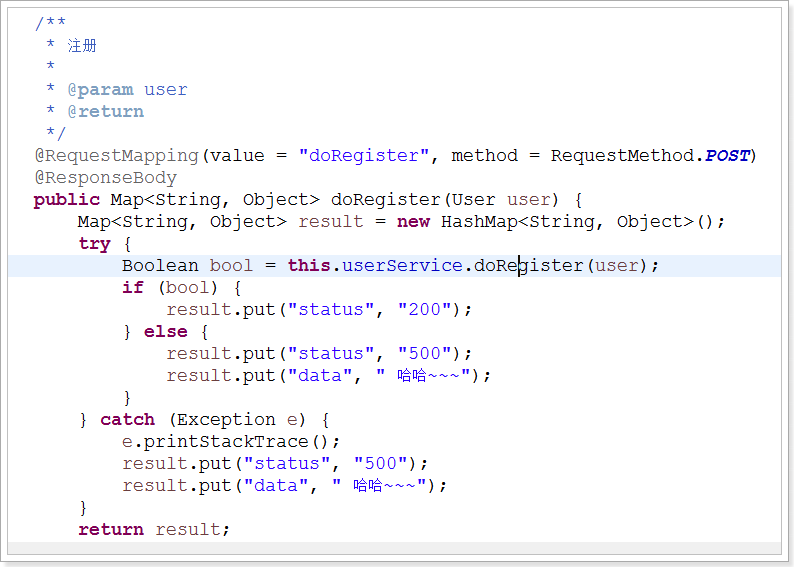 /**
 * 注册
 *
 * @param user
 * @return
 */
@RequestMapping(value = "doRegister", method = RequestMethod.POST)
@ResponseBody
public Map<String, Object> doRegister(User user) {
    Map<String, Object> result = new HashMap<String, Object>();
    try {
        Boolean bool = this.userService.doRegister(user);
        if (bool) {
            result.put("status", "200");
        } else {
            result.put("status", "500");
            result.put("data", " 哈哈~~~");
        }
    } catch (Exception e) {
        e.printStackTrace();
        result.put("status", "500");
        result.put("data", " 哈哈~~~");
    }
    return result;